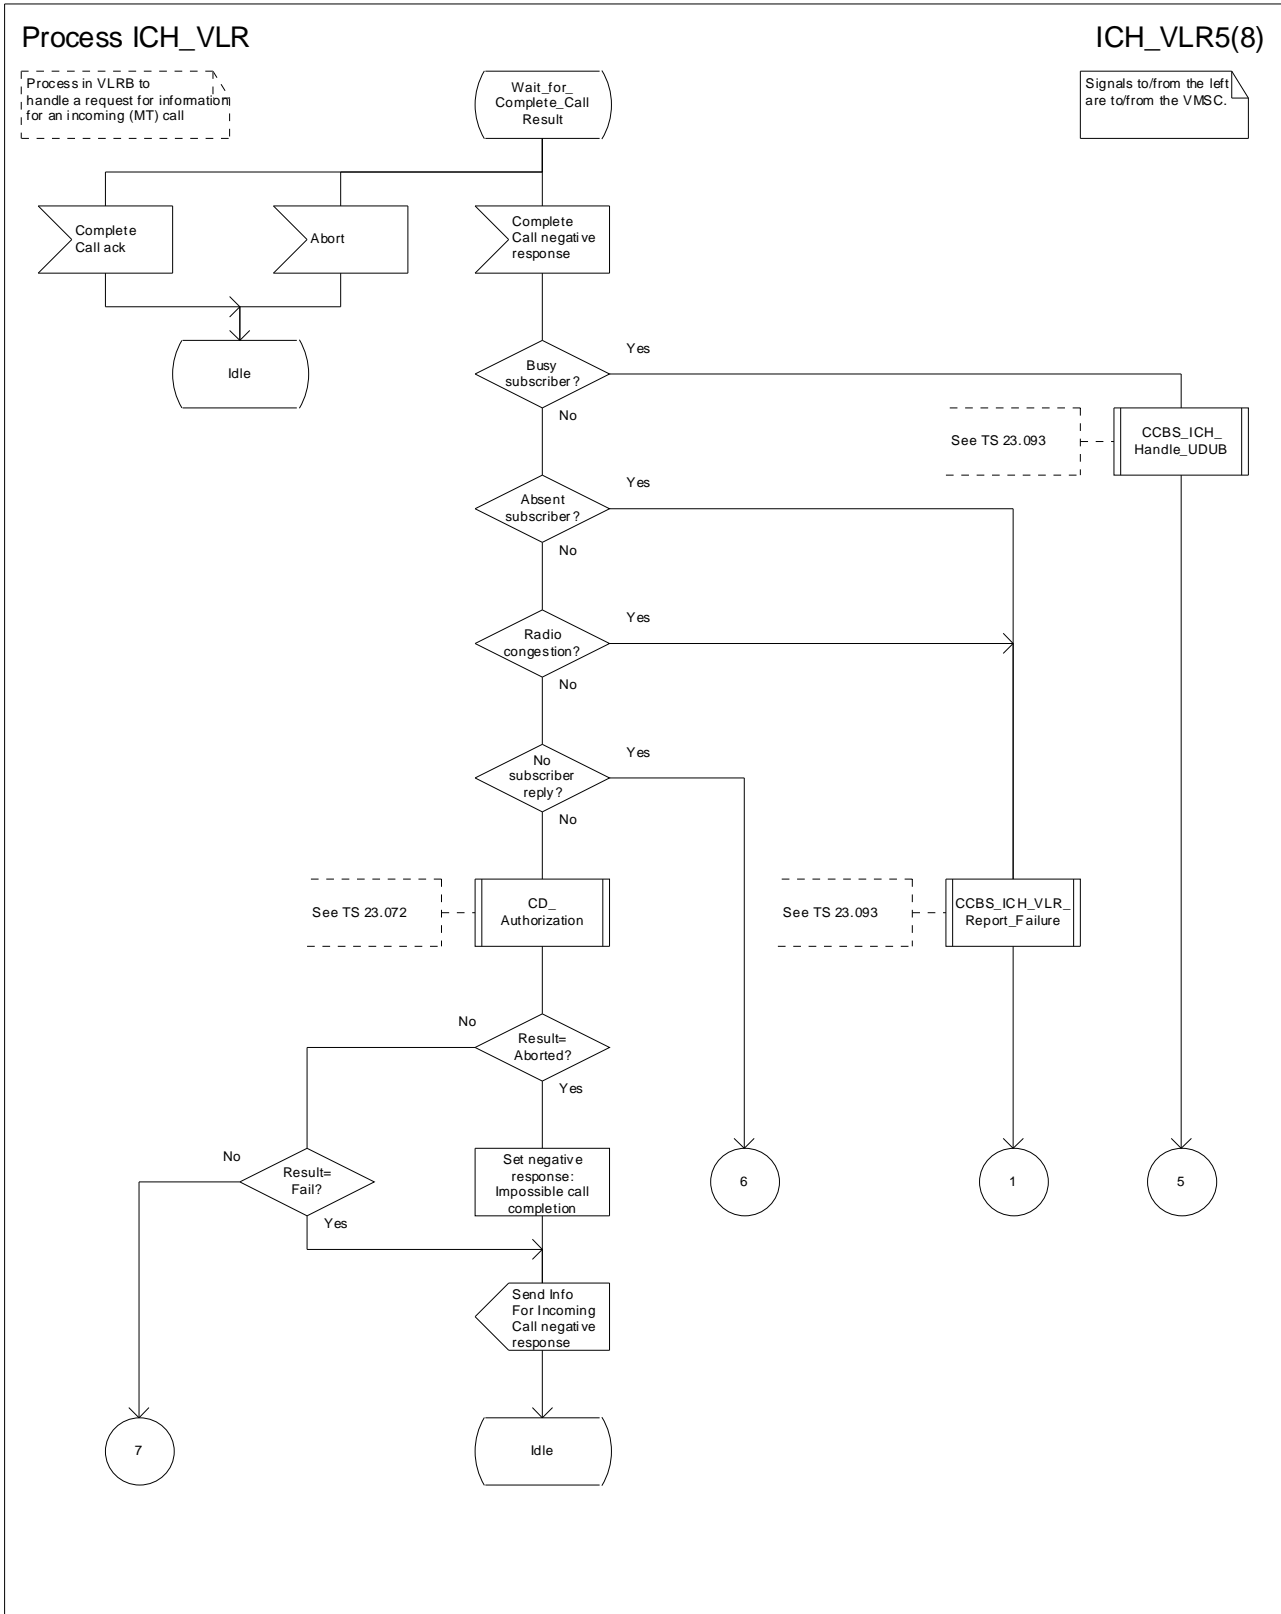 Process ICH_VLR
ICH_VLR5(8)
Process in VLRB to
handle a request for information
for an incoming (MT) call
Wait_for_
Complete_Call
Result
Signals to/from the left
are to/from the VMSC.
Complete
Call ack
Abort
Complete
Call negative
response
Idle
Busy
subscriber?
Yes
No
See TS 23.093
CCBS_ICH_
Handle_UDUB
Absent
subscriber?
Yes
No
Radio
congestion?
Yes
No
No
subscriber
reply?
Yes
No
See TS 23.072
CD_
Authorization
See TS 23.093
CCBS_ICH_VLR_
Report_Failure
No
Result=
Aborted?
Yes
No
Result=
Fail?
Yes
Set negative
response:
Impossible call
completion
6
1
5
Send Info
For Incoming
Call negative
response
7
Idle